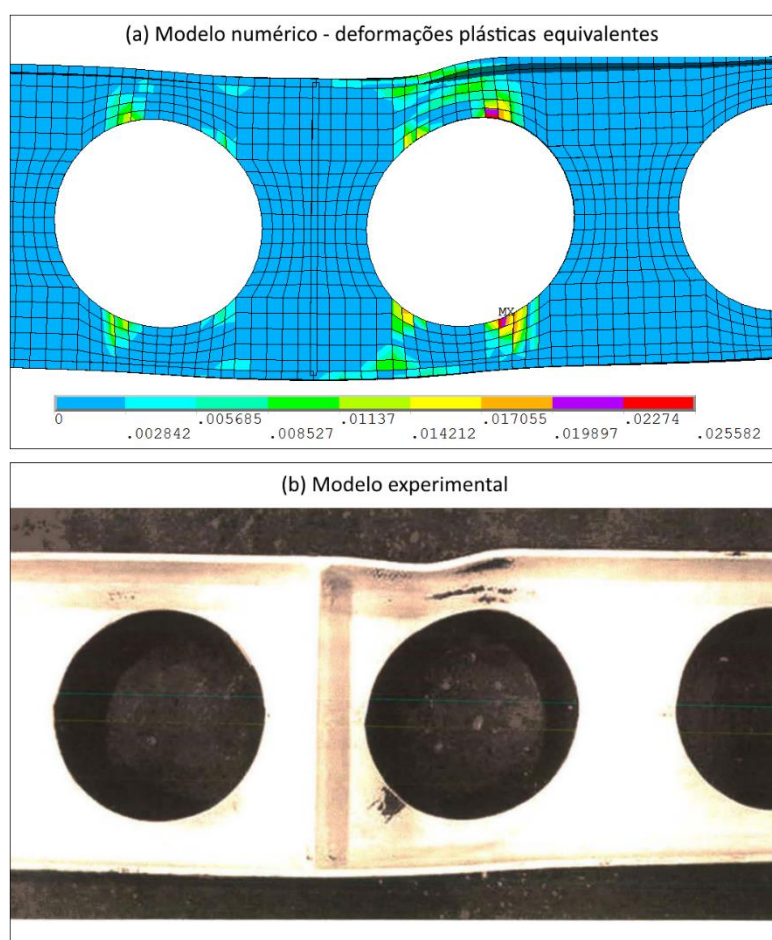 (a) Modelo numérico - deformações plásticas equivalentes
MX
0 .005685 .01137 .017055 .02274
.002842 .008527 .014212 .019897 .025582
(b) Modelo experimental